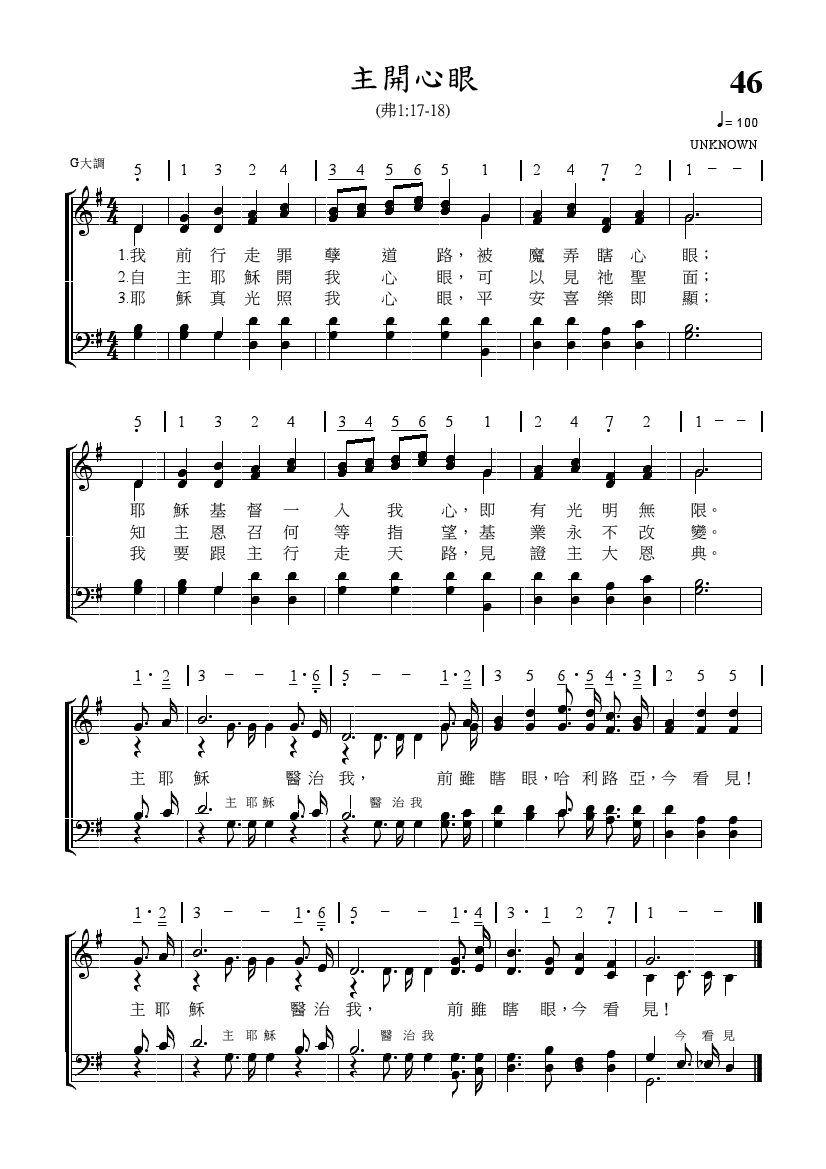 主開心眼
46
(弗1:17-18)
♩= 100
UNKNOWN
G大調
5̣ | 1 3 2 4 | 3 4 5 6 5 1 | 2 4 7̣ 2 | 1 – – |
1.我 前行走罪孽道路，被魔弄瞎心眼；
2.自 主耶穌開我心眼，可以見祂聖面；
3.耶 穌真光照我心眼，平安喜樂即顯；
5̣ | 1 3 2 4 | 3 4 5 6 5 1 | 2 4 7̣ 2 | 1 – – |
耶穌基督一入我心，即有光明無限。
知主恩召何等指望，基業永不改變。
我要跟主行走天路，見證主大恩典。
1·2 | 3 – – 1·6̣ | 5̣ – – 1·2 | 3 5 6·5 4·3 | 2 5 5 |
主耶穌 醫治我， 前雖瞎眼，哈利路亞，今看見！
主耶穌 醫治我
1·2 | 3 – – 1·6̣ | 5̣ – – 1·4 | 3·1 2 7̣ | 1 – – ‖
主耶穌 醫治我， 前雖瞎眼，今看見！
主耶穌 醫治我 今看見